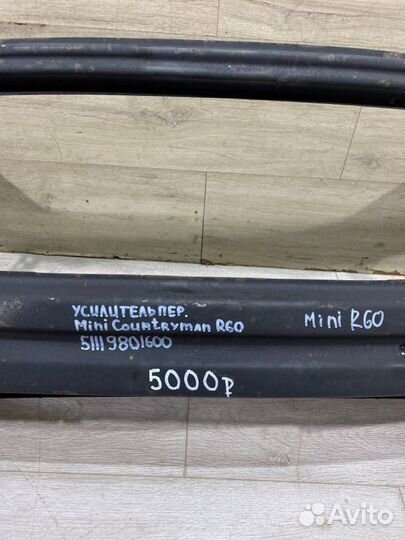 УСИЛИТЕЛЬ ПЕР.
Mini Countryman R60
51119801600
Mini R60
5000₽
Avito